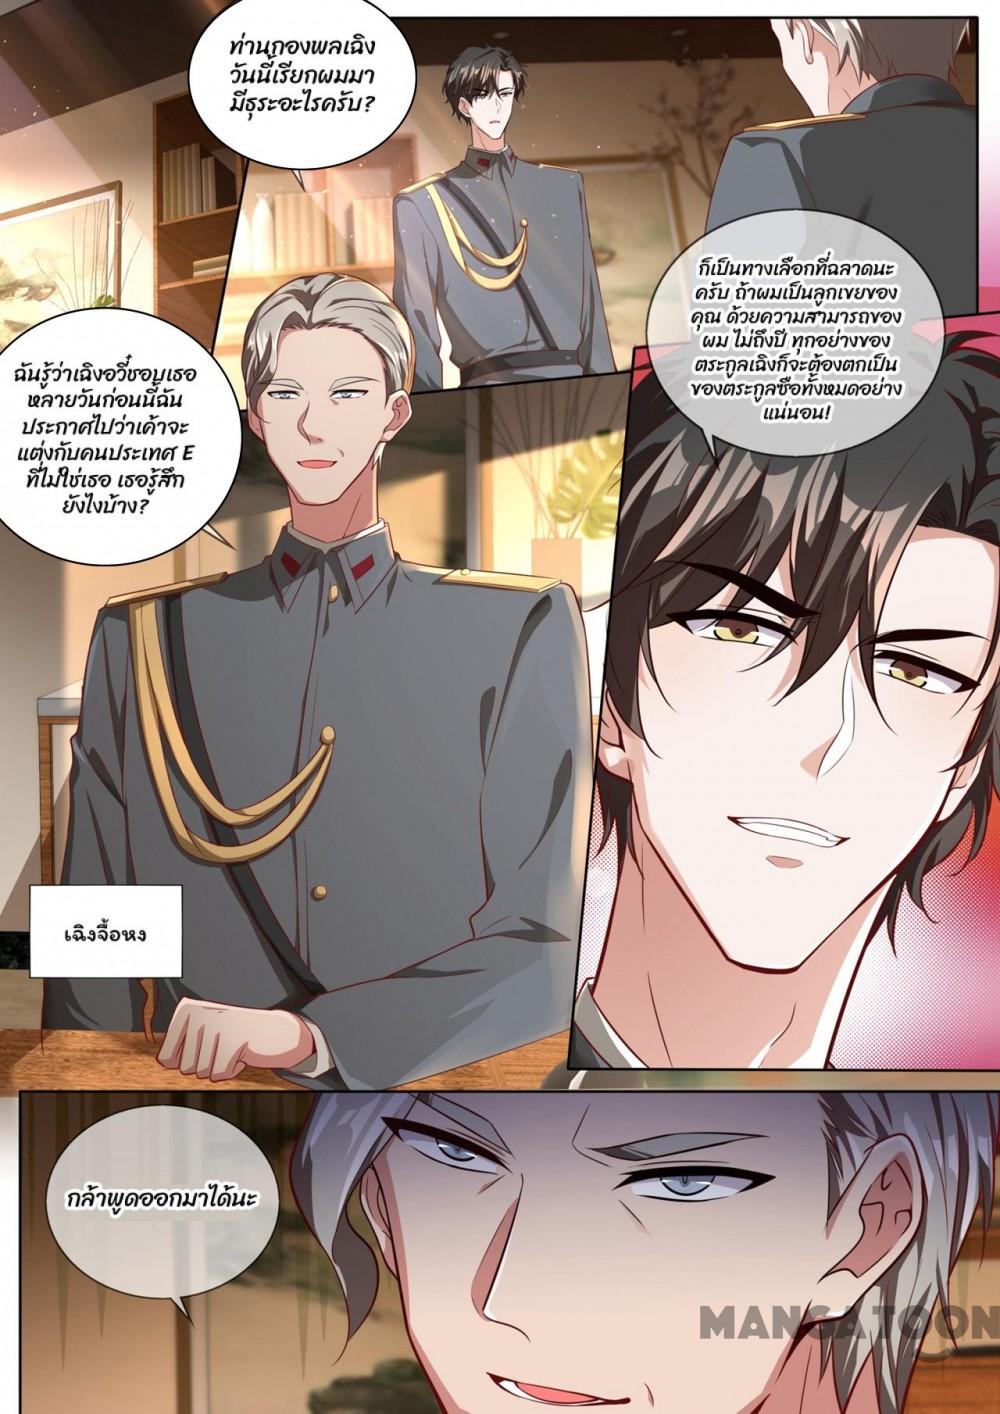 ท่านกองพลเฉิง
วันนี้เรียกผมมา
มีธุระอะไรครับ?
ฉันรู้ว่าเฉิงอวี่ชอบเธอ
หลายวันก่อนนี้ฉัน
ประกาศไปว่าเค้าจะ
แต่งกับคนประเทศ E
ที่ไม่ใช่เธอ เธอรู้สึก
ยังไงบ้าง?
ก็เป็นทางเลือกที่ฉลาดนะ
ครับ ถ้าผมเป็นลูกเขยของ
คุณ ด้วยความสามารถของ
ผม ไม่ถึงปี ทุกอย่างของ
ตระกูลเฉิงก็จะต้องตกเป็น
ของตระกูลซือทั้งหมดอย่าง
แน่นอน!
เฉิงจื้อหง
กล้าพูดออกมาได้นะ
MANGATOON